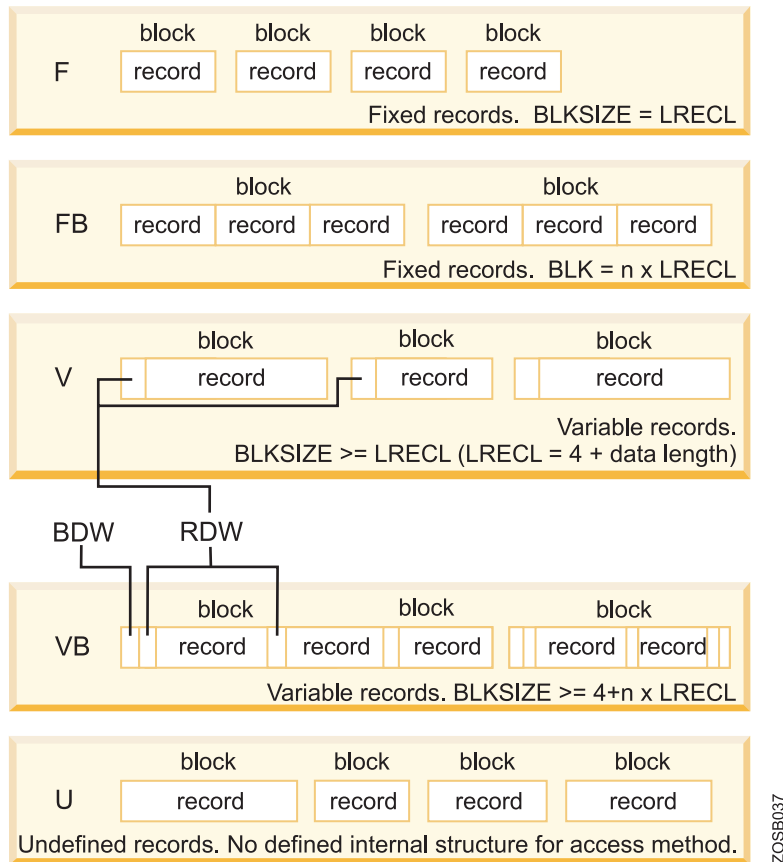 block block block block
F record record record record
Fixed records. BLKSIZE = LRECL
block block
FB record record record record record record
Fixed records. BLK = n x LRECL
block block block
V record record record
Variable records.
BLKSIZE >= LRECL (LRECL = 4 + data length)
BDW RDW
block block block
VB record record record record record
Variable records. BLKSIZE >= 4+n x LRECL
block block block block
U record record record record
Undefined records. No defined internal structure for access method.
ZOSB037